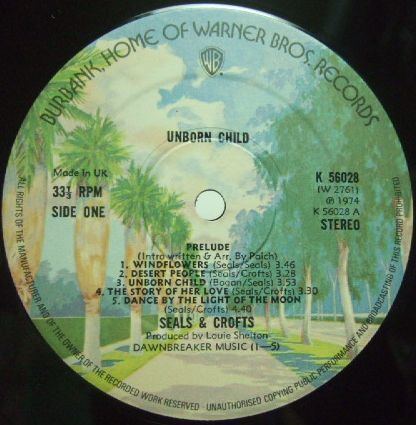 BURBANK, HOME OF WARNER BROS. RECORDS
WB
UNBORN CHILD
Made in UK
33⅓ RPM
SIDE ONE
K 56028
(W 2761)
℗ 1974
K 56028 A
STEREO
PRELUDE
(Intro written & Arr. By Paich)
1. WINDFLOWERS (Seals/Seals) 3.46
2. DESERT PEOPLE (Seals/Crofts) 3.28
3. UNBORN CHILD (Bogan/Seals) 3.53
4. THE STORY OF HER LOVE (Seals/Crofts) 3.30
5. DANCE BY THE LIGHT OF THE MOON
(Seals/Crofts) 4.40
SEALS & CROFTS
Produced by Louie Shelton
DAWNBREAKER MUSIC (1—5)
ALL RIGHTS OF THE MANUFACTURER AND OF THE OWNER OF THE RECORDED WORK RESERVED UNAUTHORISED COPYING PUBLIC PERFORMANCE AND BROADCASTING OF THIS RECORD PROHIBITED